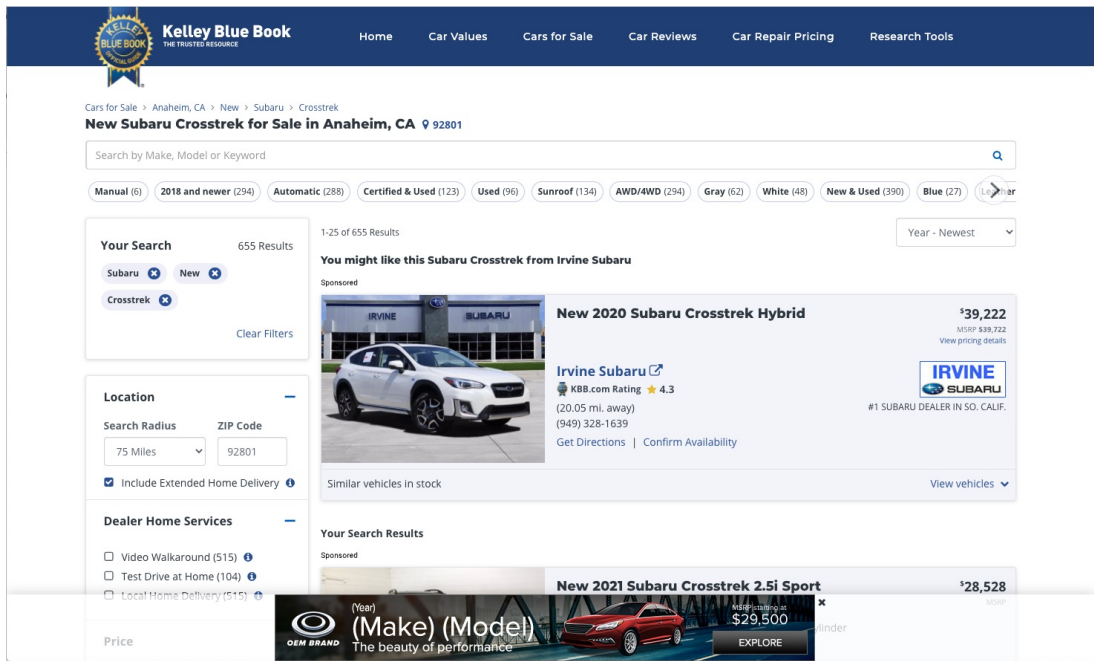 KELLEY
BLUE BOOK
OFFICIAL GUIDE
Kelley Blue Book
THE TRUSTED RESOURCE
Home
Car Values
Cars for Sale
Car Reviews
Car Repair Pricing
Research Tools
Cars for Sale > Anaheim, CA > New > Subaru > Crosstrek
New Subaru Crosstrek for Sale in Anaheim, CA 92801
Search by Make, Model or Keyword
Manual (6)
2018 and newer (294)
Automatic (288)
Certified & Used (123)
Used (96)
Sunroof (134)
AWD/4WD (294)
Gray (62)
White (48)
New & Used (390)
Blue (27)
Your Search
655 Results
Subaru
New
Crosstrek
Clear Filters
Location
Search Radius
ZIP Code
75 Miles
92801
Include Extended Home Delivery
Dealer Home Services
Video Walkaround (515)
Test Drive at Home (104)
Local Home Delivery (515)
Price
1-25 of 655 Results
Year - Newest
You might like this Subaru Crosstrek from Irvine Subaru
Sponsored
IRVINE SUBARU
New 2020 Subaru Crosstrek Hybrid
$39,222
MSRP $39,722
View pricing details
Irvine Subaru
KBB.com Rating 4.3
(20.05 mi. away)
(949) 328-1639
Get Directions | Confirm Availability
IRVINE
SUBARU
#1 SUBARU DEALER IN SO. CALIF.
Similar vehicles in stock
View vehicles
Your Search Results
Sponsored
New 2021 Subaru Crosstrek 2.5i Sport
$28,528
MSRP
OEM BRAND
(Year)
(Make) (Model)
The beauty of performance
MSRP starting at
$29,500
EXPLORE